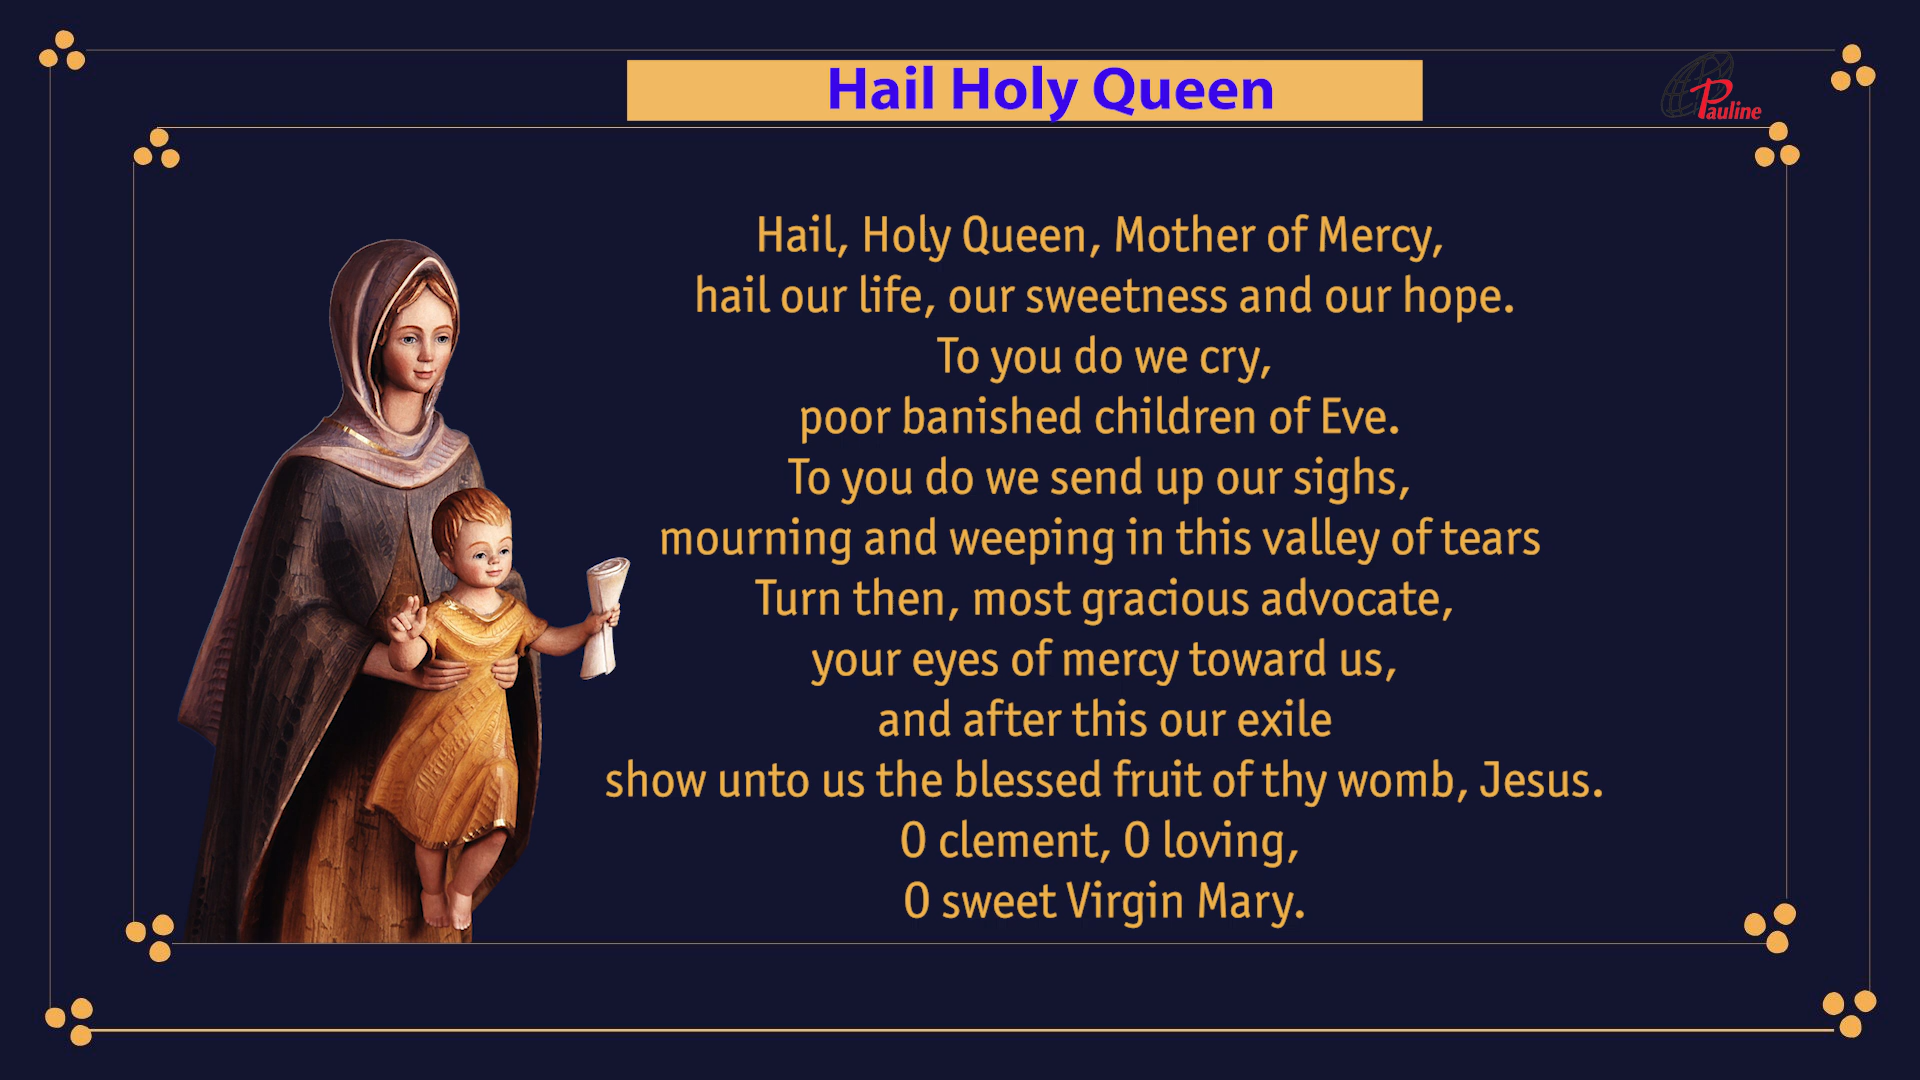 Hail Holy Queen
Pauline
Hail, Holy Queen, Mother of Mercy,
hail our life, our sweetness and our hope.
To you do we cry,
poor banished children of Eve.
To you do we send up our sighs,
mourning and weeping in this valley of tears
Turn then, most gracious advocate,
your eyes of mercy toward us,
and after this our exile
show unto us the blessed fruit of thy womb, Jesus.
O clement, O loving,
O sweet Virgin Mary.